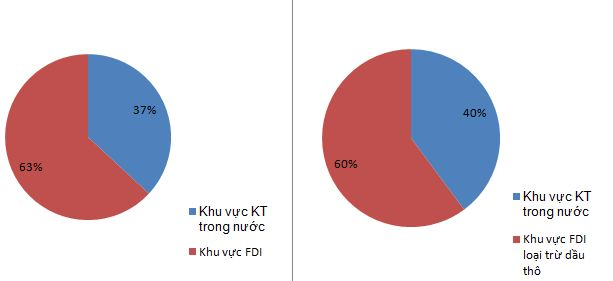 37%
63%
Khu vực KT
trong nước
Khu vực FDI
40%
60%
Khu vực KT
trong nước
Khu vực FDI
loại trừ dầu
thô